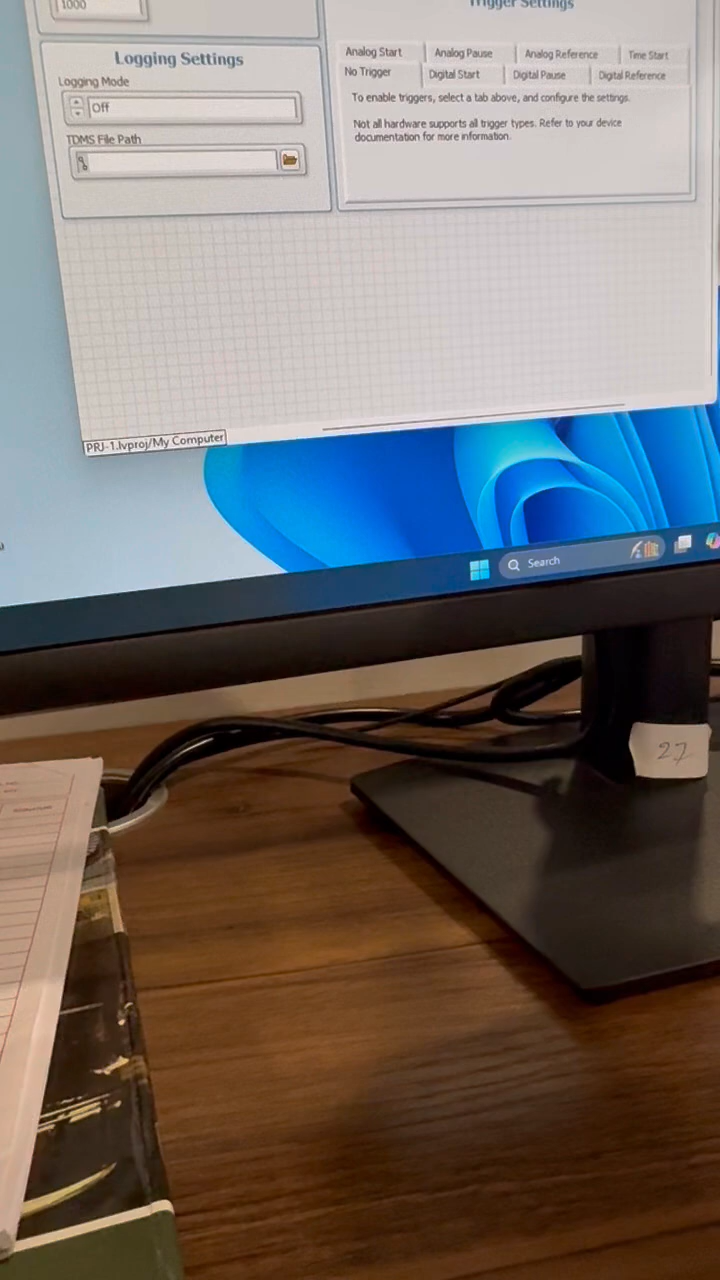 1000
Trigger Settings
Logging Settings
Logging Mode
Off
TDMS File Path
Analog Start
Analog Pause
Analog Reference
Time Start
No Trigger
Digital Start
Digital Pause
Digital Reference
To enable triggers, select a tab above, and configure the settings.
Not all hardware supports all trigger types. Refer to your device
documentation for more information.
PRJ-1.lvproj/My Computer
Search
27